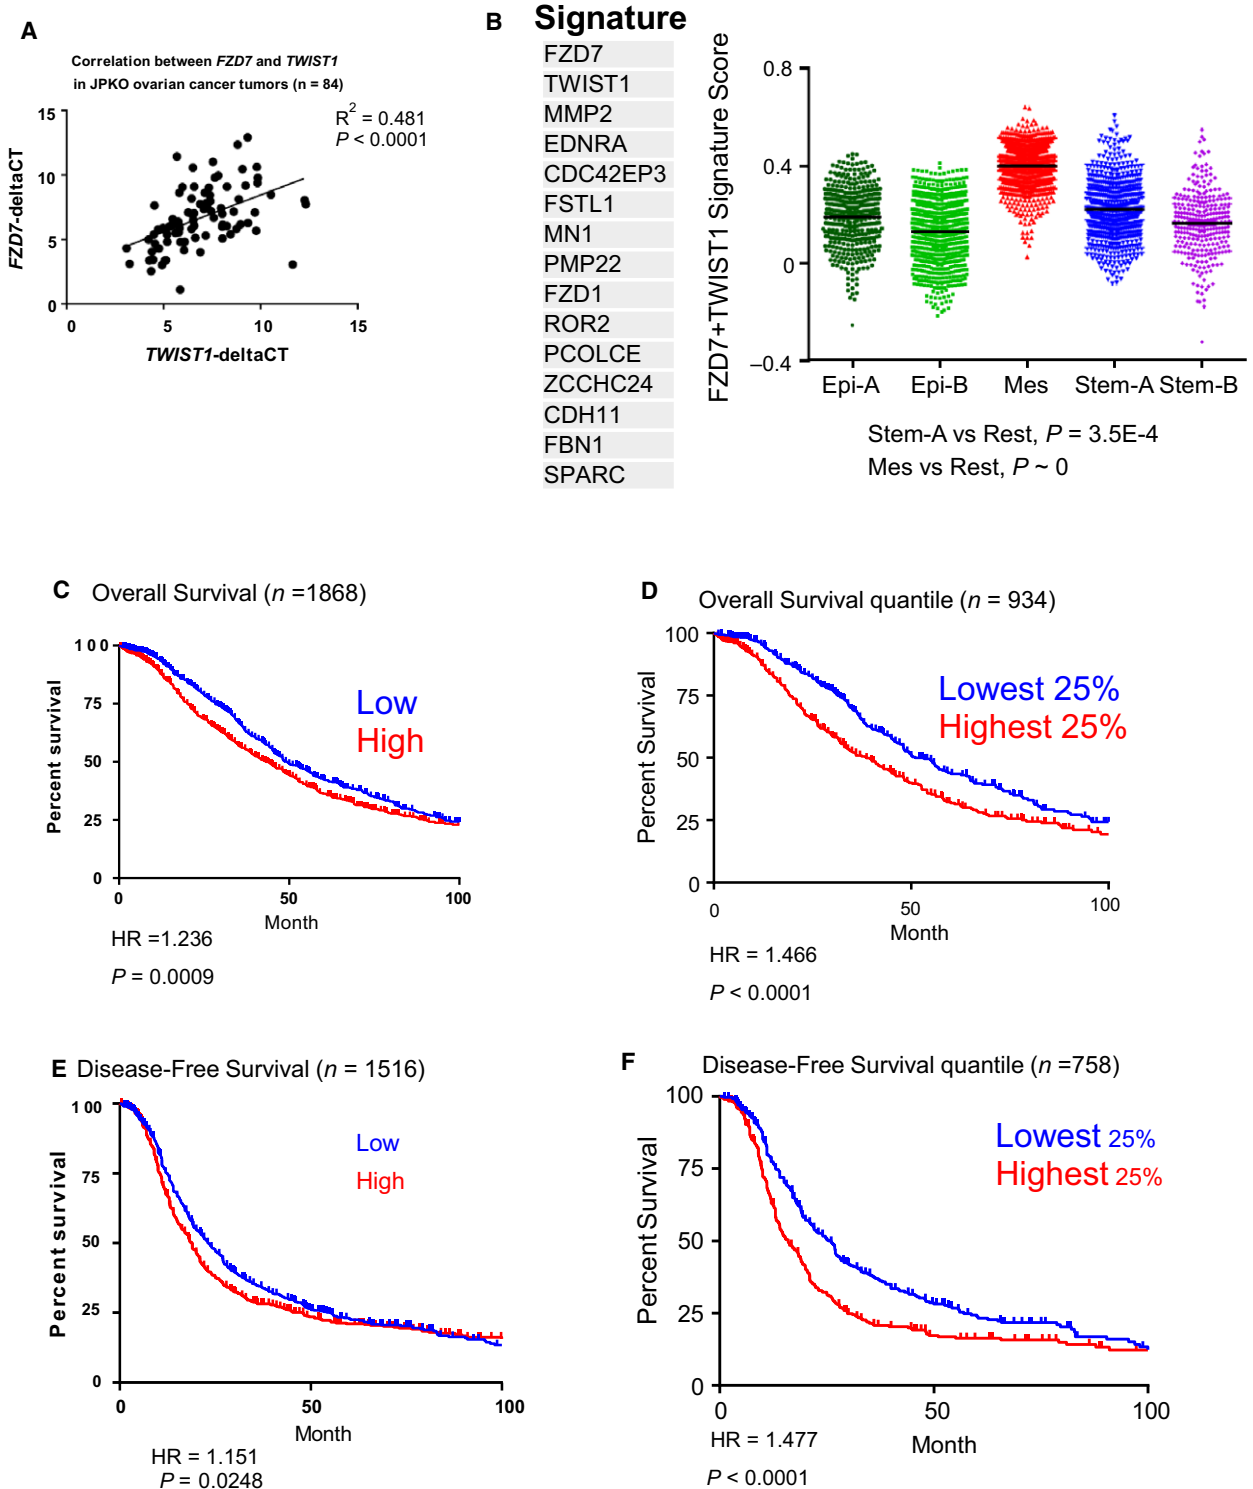 A
Correlation between FZD7 and TWIST1
in JPKO ovarian cancer tumors (n = 84)
R2 = 0.481
P < 0.0001
FZD7-deltaCT
15
10
5
0
0 5 10 15
TWIST1-deltaCT
B
Signature
FZD7
TWIST1
MMP2
EDNRA
CDC42EP3
FSTL1
MN1
PMP22
FZD1
ROR2
PCOLCE
ZCCHC24
CDH11
FBN1
SPARC
FZD7+TWIST1 Signature Score
0.8
0.4
0
–0.4
Epi-A Epi-B Mes Stem-A Stem-B
Stem-A vs Rest, P = 3.5E-4
Mes vs Rest, P ~ 0
C Overall Survival (n =1868)
Percent survival
100
75
50
25
0
Low
High
0 50 100
Month
HR =1.236
P = 0.0009
D Overall Survival quantile (n = 934)
Percent Survival
100
75
50
25
0
Lowest 25%
Highest 25%
0 50 100
Month
HR = 1.466
P < 0.0001
E Disease-Free Survival (n = 1516)
Percent survival
100
75
50
25
0
Low
High
0 50 100
Month
HR = 1.151
P = 0.0248
F Disease-Free Survival quantile (n =758)
Percent Survival
100
75
50
25
0
Lowest 25%
Highest 25%
0 50 100
Month
HR = 1.477
P < 0.0001